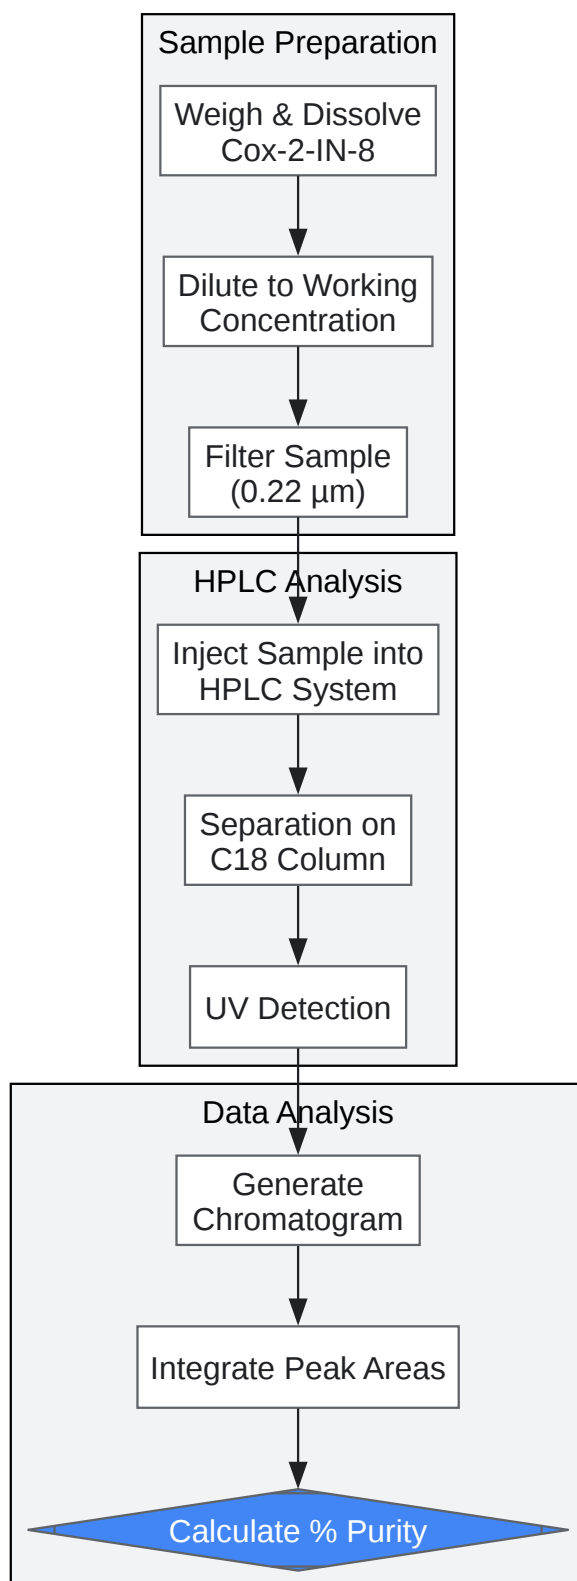 Sample Preparation
Weigh & Dissolve
Cox-2-IN-8
Dilute to Working
Concentration
Filter Sample
(0.22 µm)
HPLC Analysis
Inject Sample into
HPLC System
Separation on
C18 Column
UV Detection
Data Analysis
Generate
Chromatogram
Integrate Peak Areas
Calculate % Purity